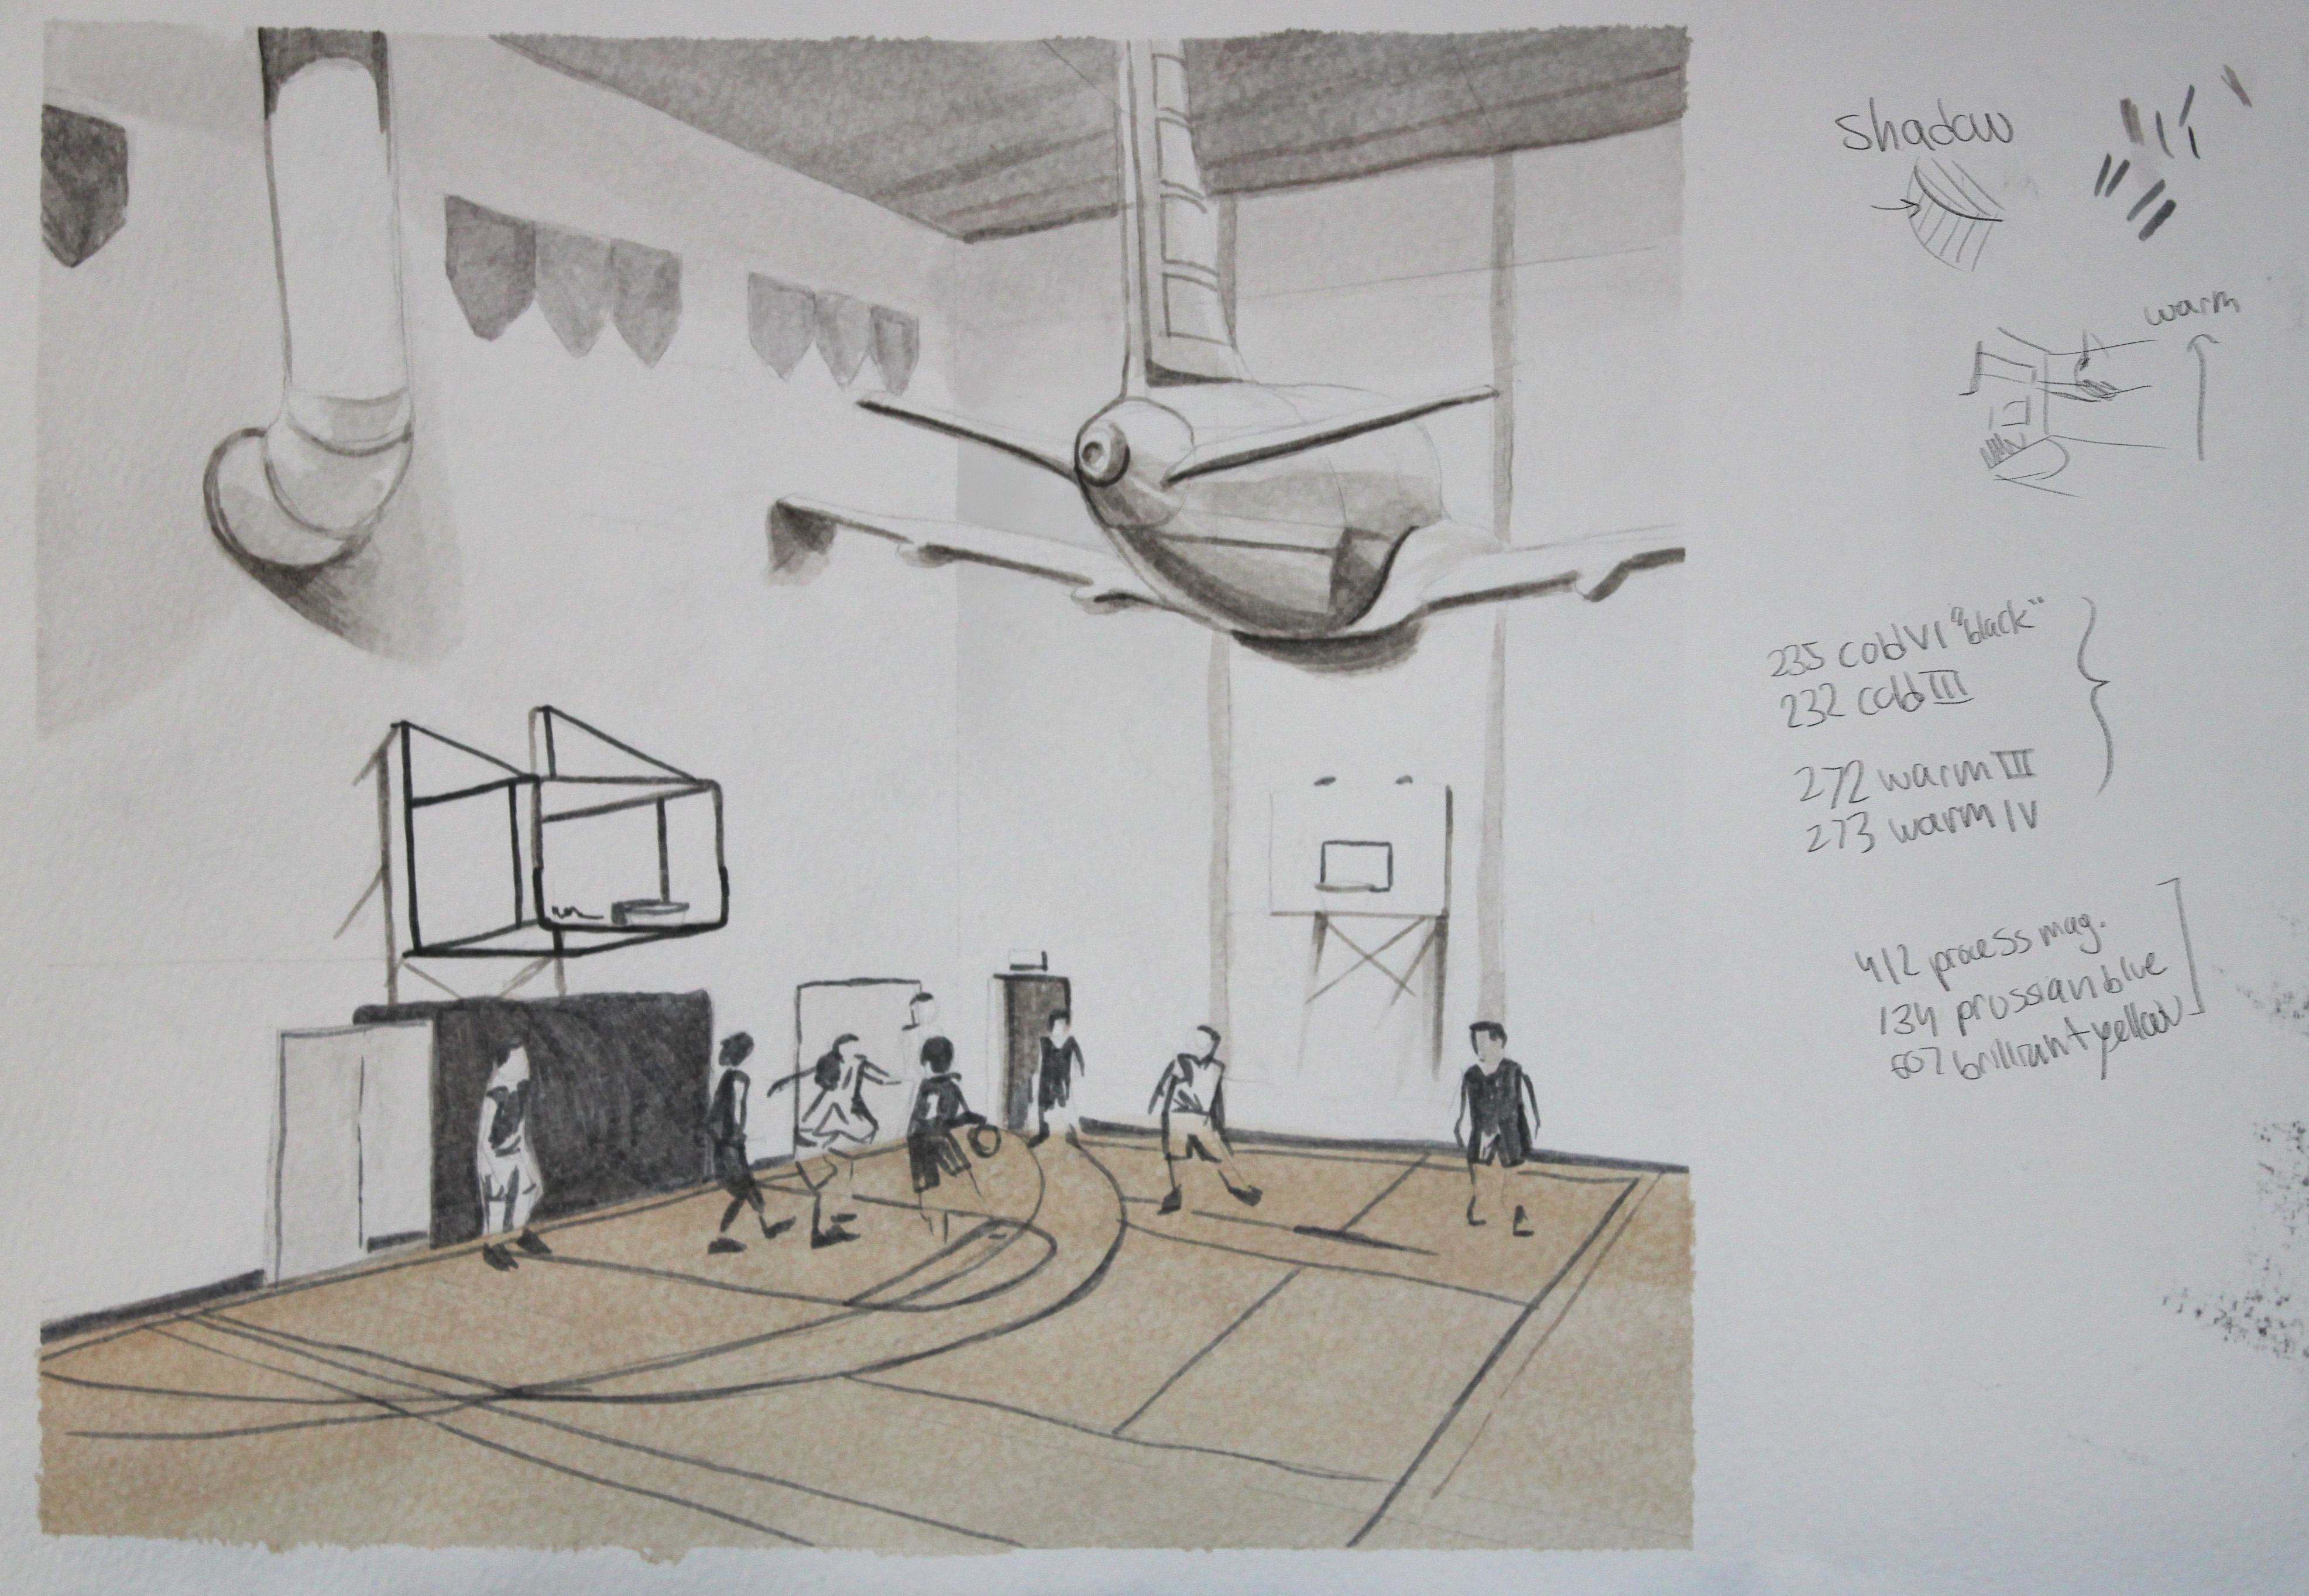 shadow
warm
235 cold VI "black"
232 cold III
272 warm III
273 warm IV
412 process mag.
134 prussian blue
507 brilliant yellow